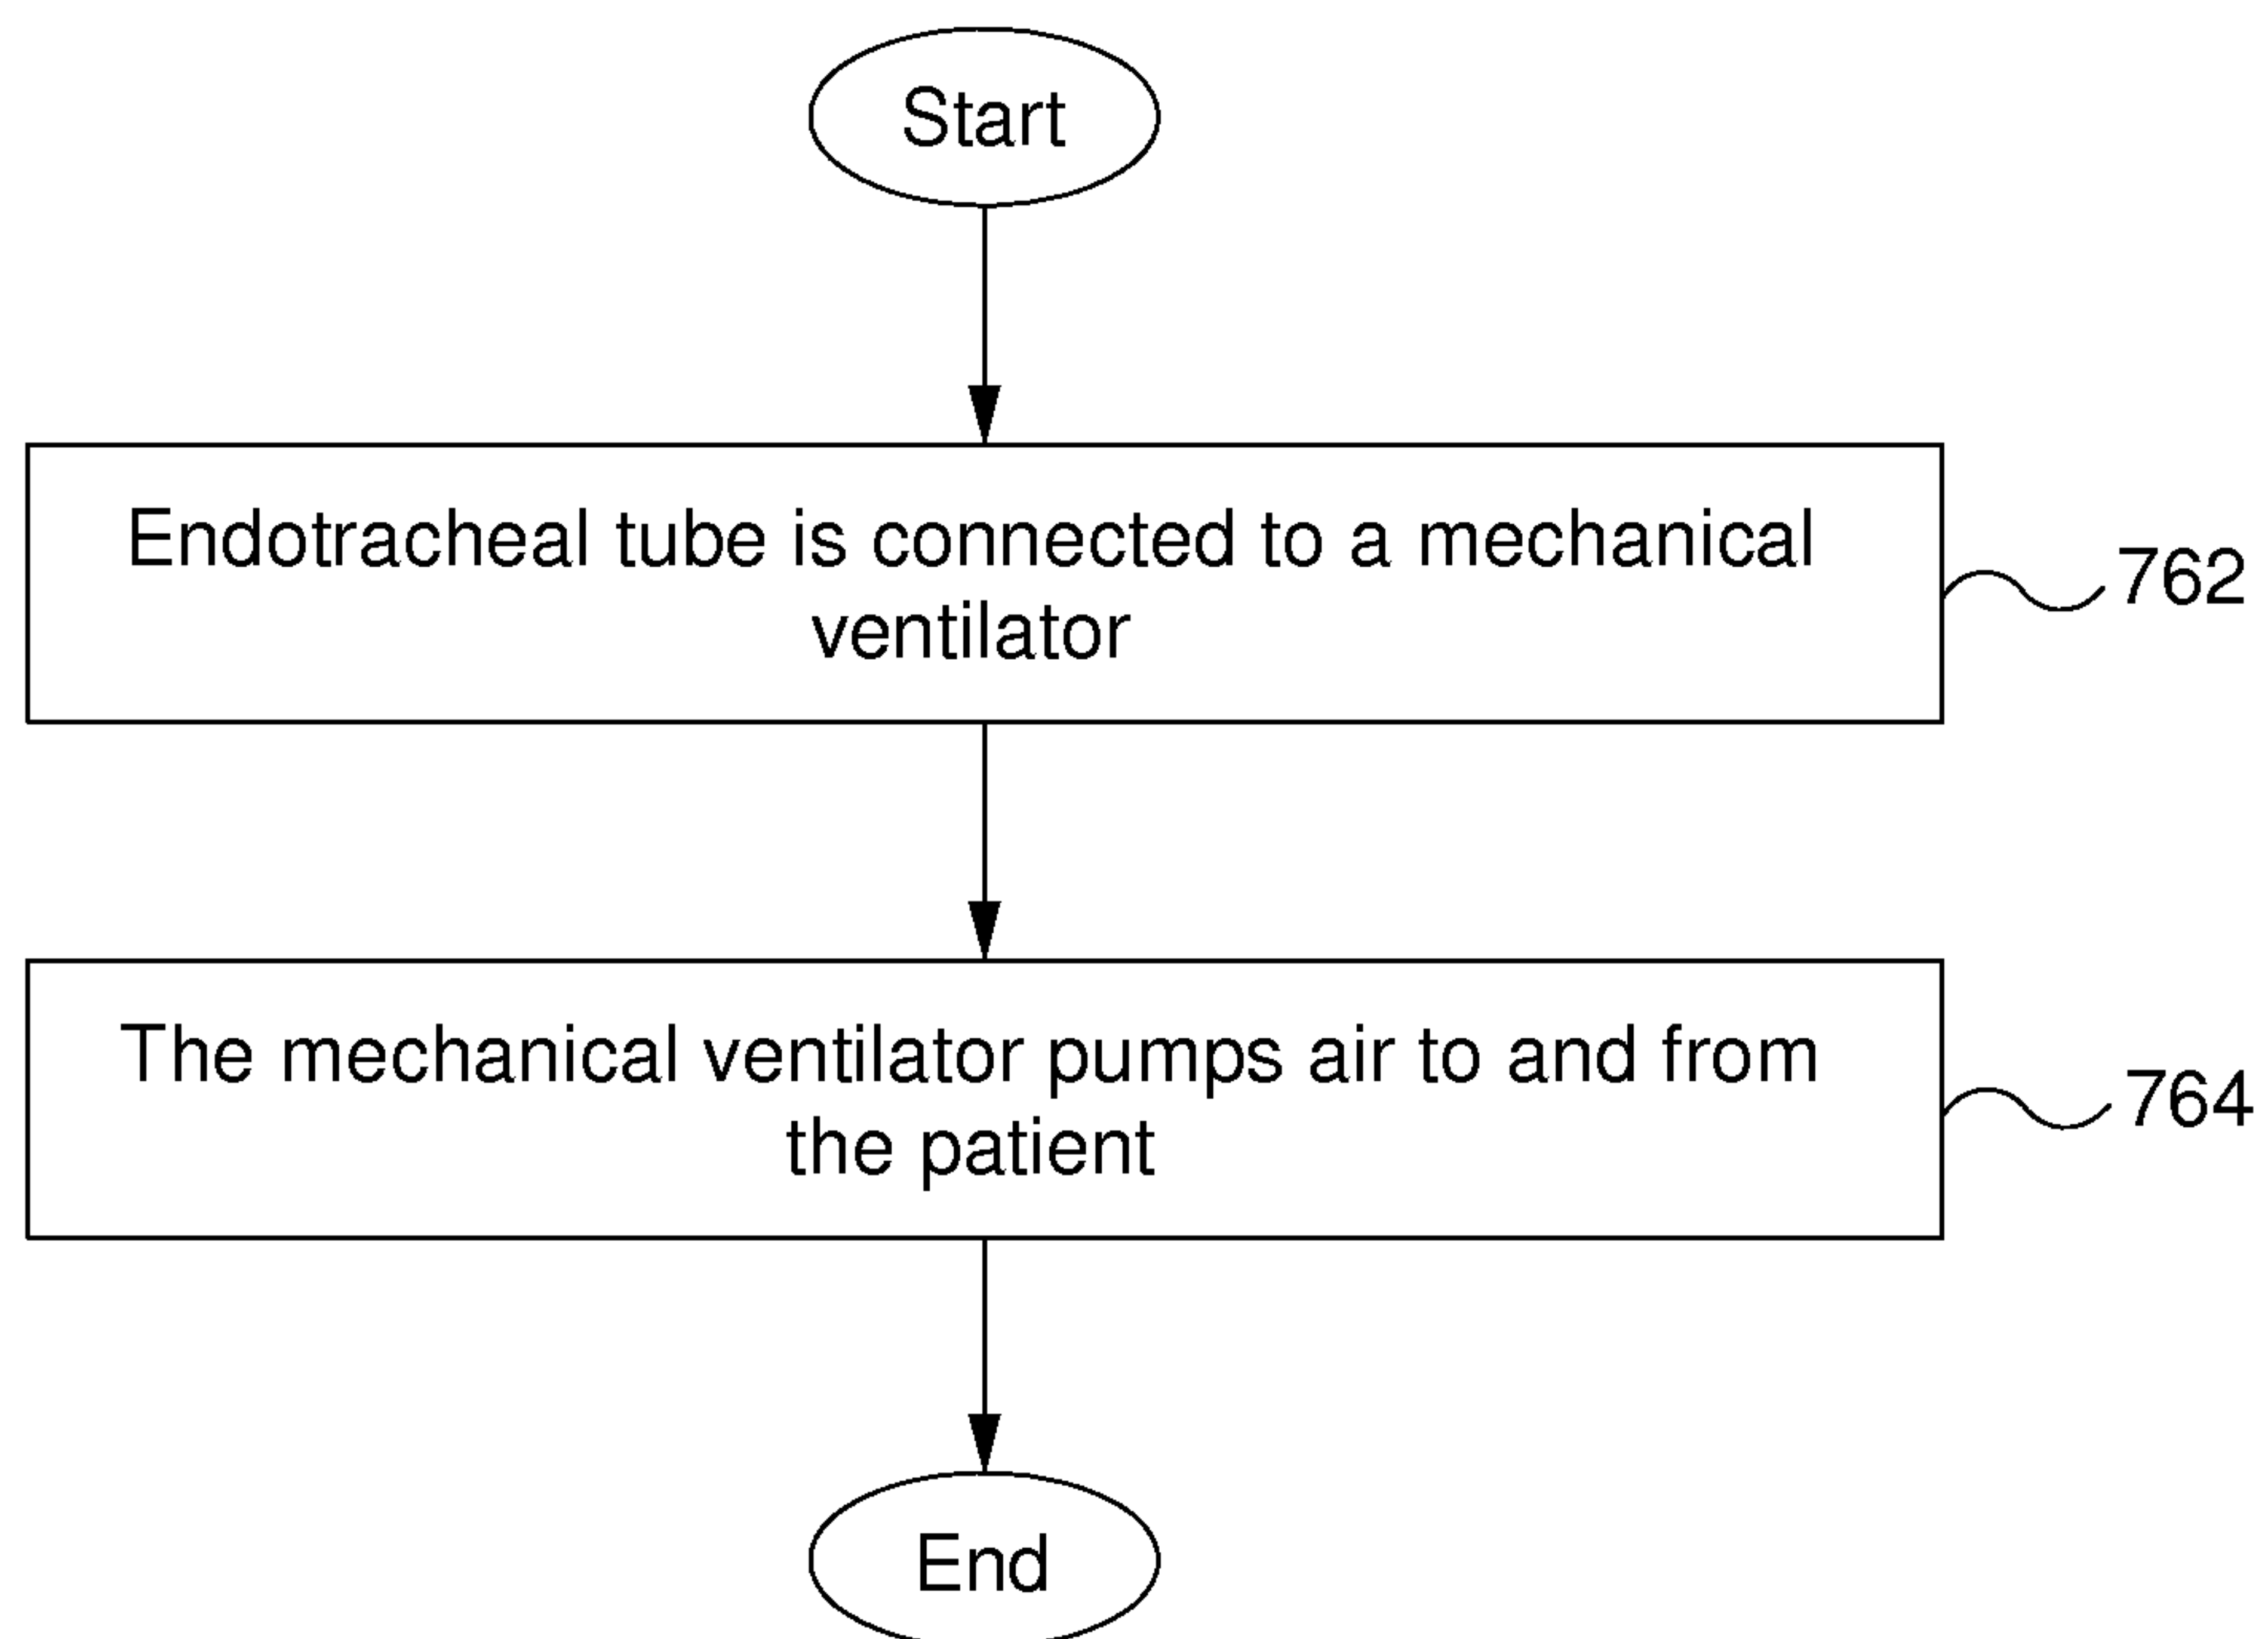 Start
Endotracheal tube is connected to a mechanical
ventilator
762
The mechanical ventilator pumps air to and from
the patient
764
End